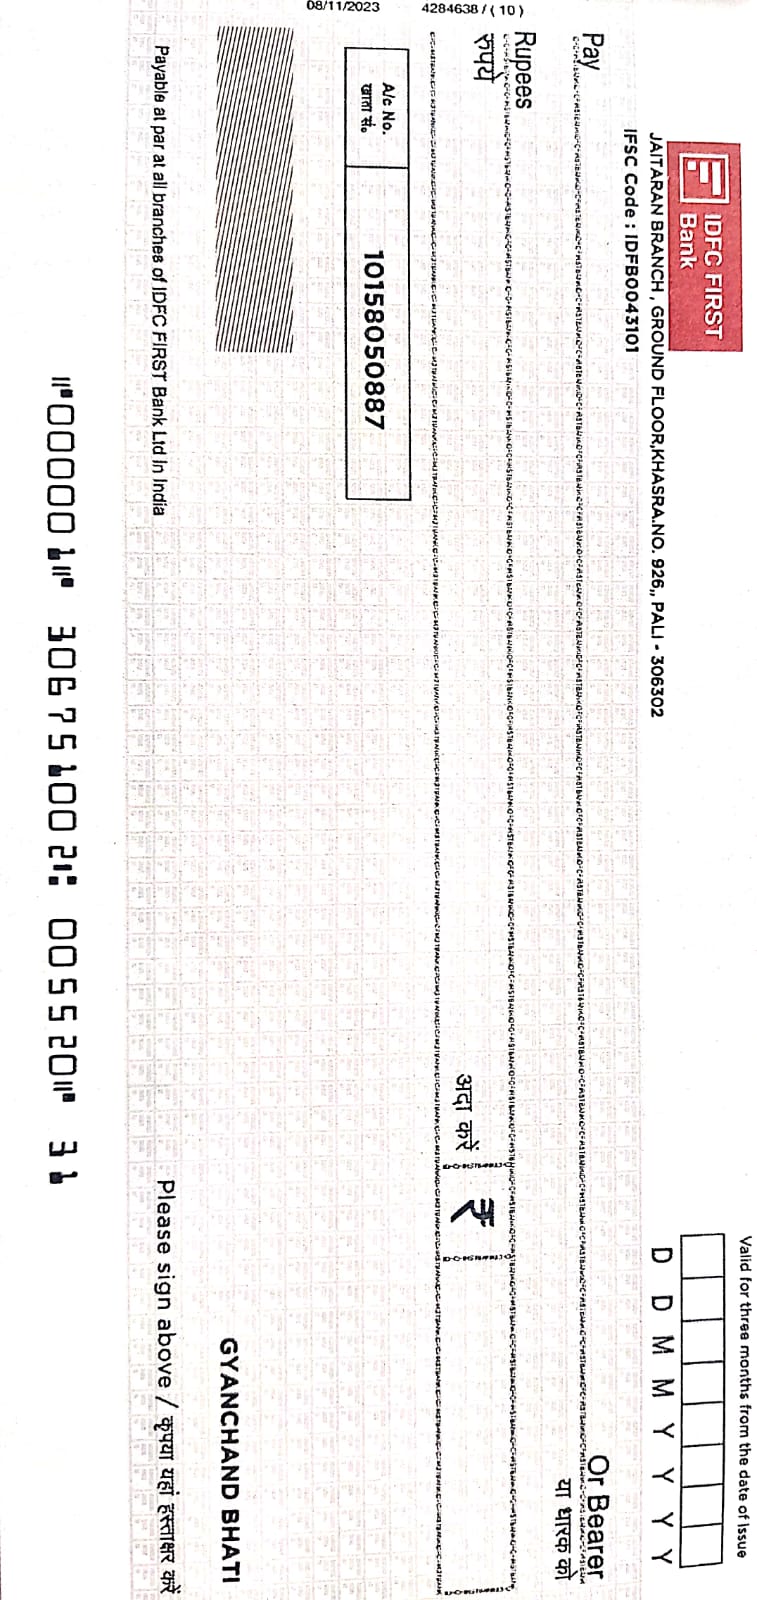 Valid for three months from the date of Issue
IDFC FIRST
Bank
D D M M Y Y Y Y
JAITARAN BRANCH , GROUND FLOOR,KHASRA.NO. 926,, PALI - 306302
IFSC Code : IDFB0043101
Pay
Or Bearer
या धारक को
Rupees
रुपये
अदा करें ₹
A/c No.
खाता सं०
10158050887
08/11/2023 4284638 / ( 10 )
GYANCHAND BHATI
Payable at par at all branches of IDFC FIRST Bank Ltd In India
Please sign above / कृपया यहां हस्ताक्षर करें
⑈000001⑈ 306751002⑆ 005520⑈ 31